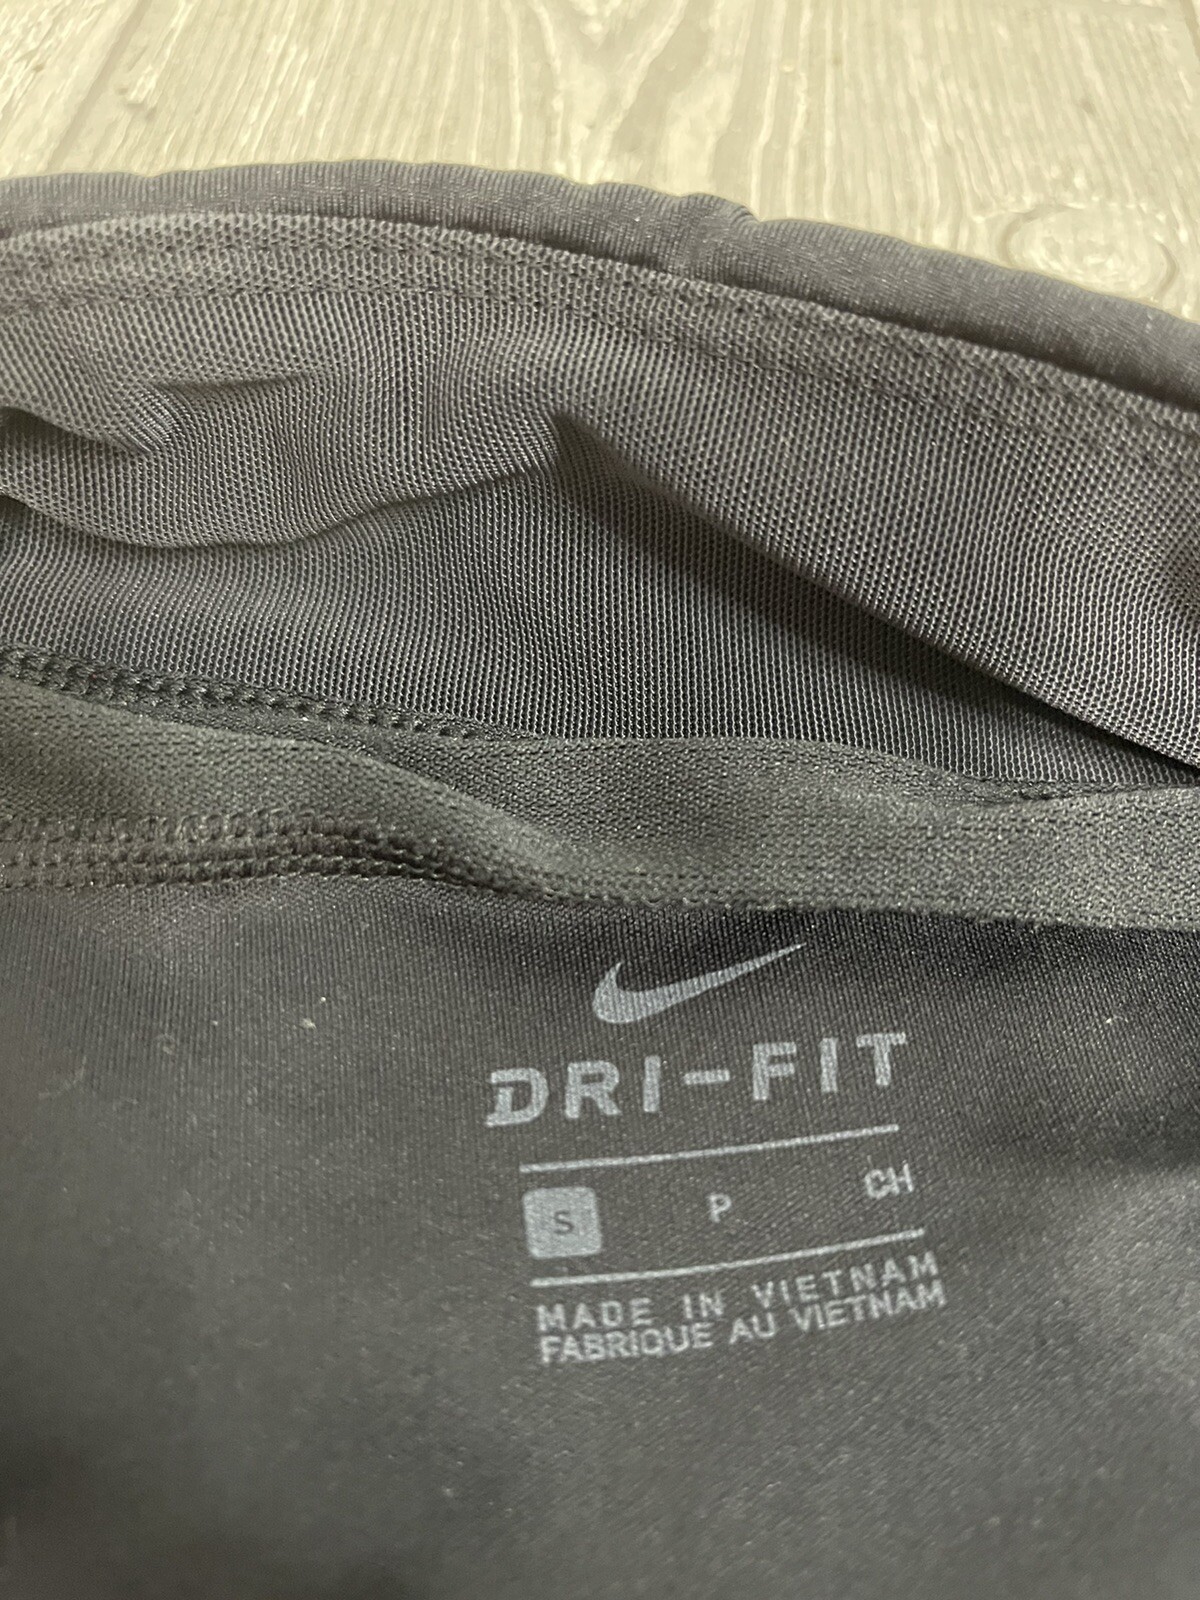 DRI-FIT
S P CH
MADE IN VIETNAM
FABRIQUE AU VIETNAM